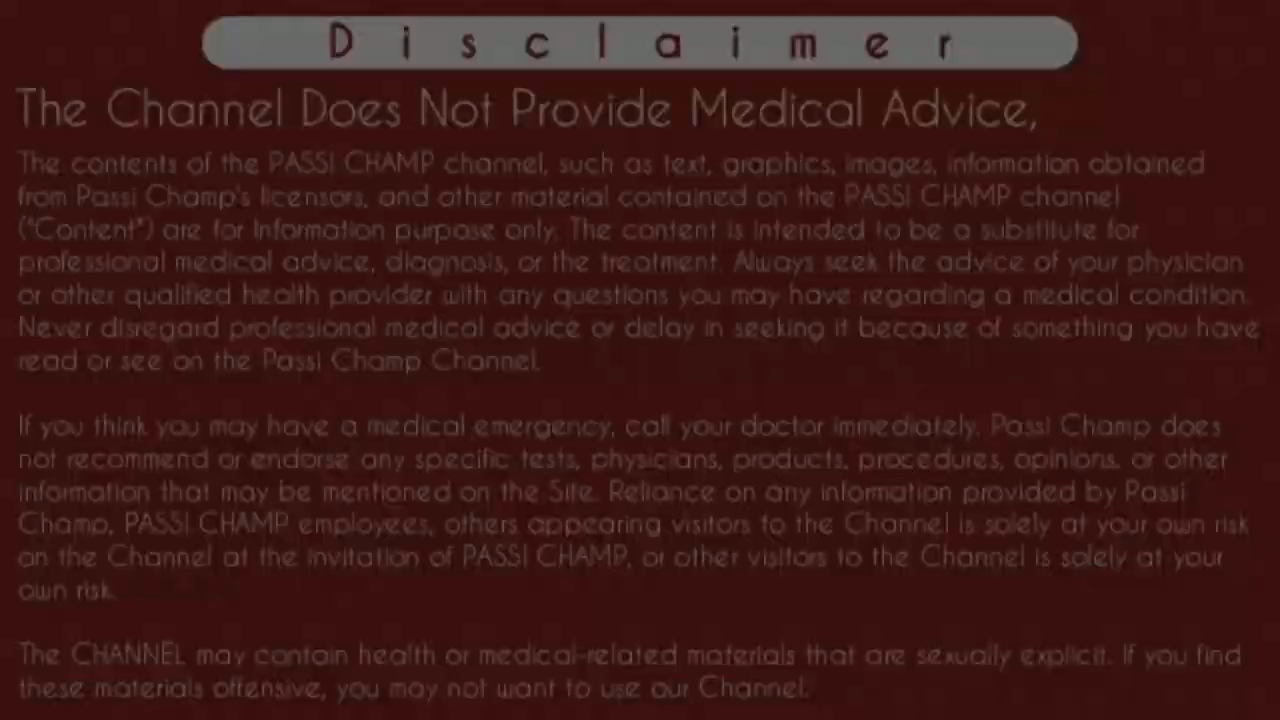 Disclaimer
The Channel Does Not Provide Medical Advice,
The contents of the PASSI CHAMP channel, such as text, graphics, images, information obtained
from Passi Champ's licensors, and other material contained on the PASSI CHAMP channel
("Content") are for Information purpose only. The content is intended to be a substitute for
professional medical advice, diagnosis, or the treatment. Always seek the advice of your physician
or other qualified health provider with any questions you may have regarding a medical condition.
Never disregard professional medical advice or delay in seeking it because of something you have
read or see on the Passi Champ Channel.
If you think you may have a medical emergency, call your doctor immediately. Passi Champ does
not recommend or endorse any specific tests, physicians, products, procedures, opinions, or other
information that may be mentioned on the Site. Reliance on any information provided by Passi
Champ, PASSI CHAMP employees, others appearing visitors to the Channel is solely at your own risk
on the Channel at the invitation of PASSI CHAMP, or other visitors to the Channel is solely at your
own risk.
The CHANNEL may contain health or medical-related materials that are sexually explicit. If you find
these materials offensive, you may not want to use our Channel.